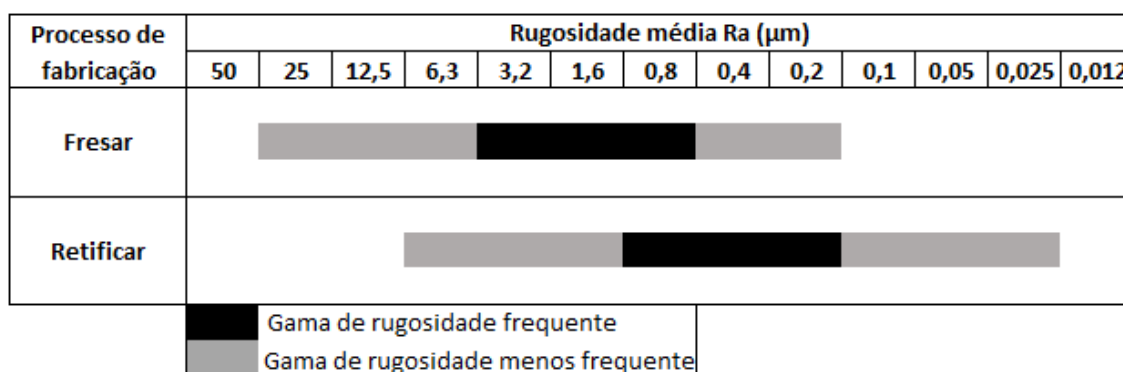 Processo de fabricação
Rugosidade média Ra (µm)
50 25 12,5 6,3 3,2 1,6 0,8 0,4 0,2 0,1 0,05 0,025 0,012
Fresar
Retificar
Gama de rugosidade frequente
Gama de rugosidade menos frequente